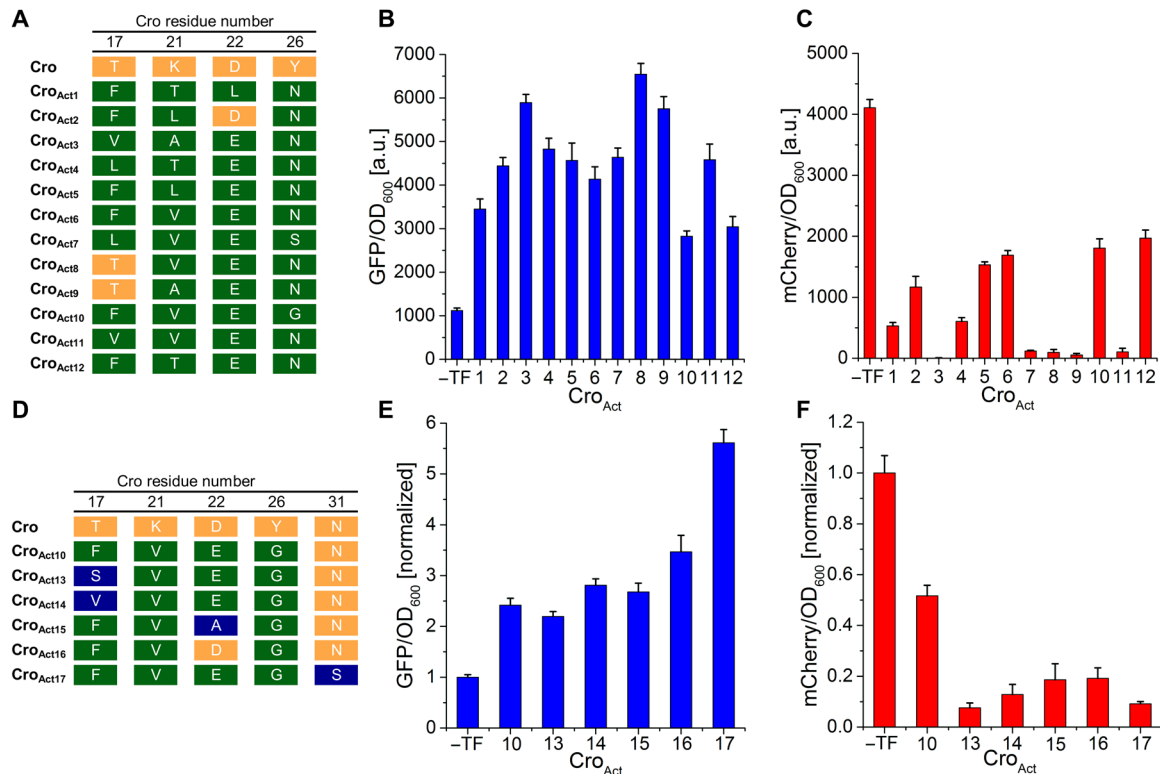 A
Cro residue number
17 21 22 26
Cro T K D Y
CroAct1 F T L N
CroAct2 F L D N
CroAct3 V A E N
CroAct4 L T E N
CroAct5 F L E N
CroAct6 F V E N
CroAct7 L V E S
CroAct8 T V E N
CroAct9 T A E N
CroAct10 F V E G
CroAct11 V V E N
CroAct12 F T E N
B
GFP/OD600 [a.u.]
7000
6000
5000
4000
3000
2000
1000
0
–TF 1 2 3 4 5 6 7 8 9 10 11 12
CroAct
C
mCherry/OD600 [a.u.]
5000
4000
3000
2000
1000
0
–TF 1 2 3 4 5 6 7 8 9 10 11 12
CroAct
D
Cro residue number
17 21 22 26 31
Cro T K D Y N
CroAct10 F V E G N
CroAct13 S V E G N
CroAct14 V V E G N
CroAct15 F V A G N
CroAct16 F V D G N
CroAct17 F V E G S
E
GFP/OD600 [normalized]
6
5
4
3
2
1
0
–TF 10 13 14 15 16 17
CroAct
F
mCherry/OD600 [normalized]
1.2
1.0
0.8
0.6
0.4
0.2
0.0
–TF 10 13 14 15 16 17
CroAct